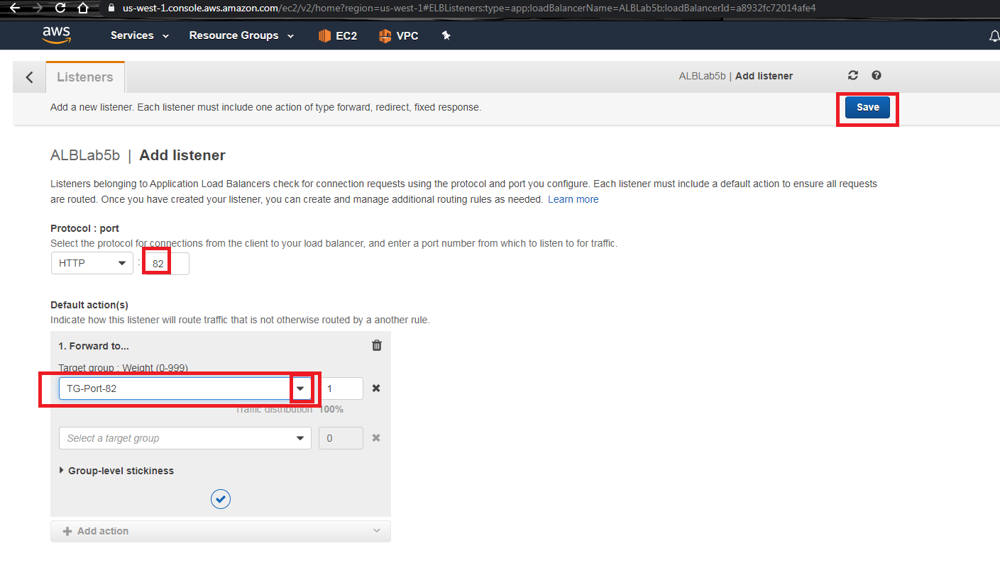 us-west-1.console.aws.amazon.com/ec2/v2/home?region=us-west-1#ELBListeners:type=app;loadBalancerName=ALBLab5b;loadBalancerId=a8932fc72014afe4
aws Services Resource Groups EC2 VPC
Listeners ALBLab5b | Add listener
Add a new listener. Each listener must include one action of type forward, redirect, fixed response. Save
ALBLab5b | Add listener
Listeners belonging to Application Load Balancers check for connection requests using the protocol and port you configure. Each listener must include a default action to ensure all requests
are routed. Once you have created your listener, you can create and manage additional routing rules as needed. Learn more
Protocol : port
Select the protocol for connections from the client to your load balancer, and enter a port number from which to listen to for traffic.
HTTP : 82
Default action(s)
Indicate how this listener will route traffic that is not otherwise routed by a another rule.
1. Forward to...
Target group : Weight (0-999)
TG-Port-82 1
Traffic distribution 100%
Select a target group 0
Group-level stickiness
Add action